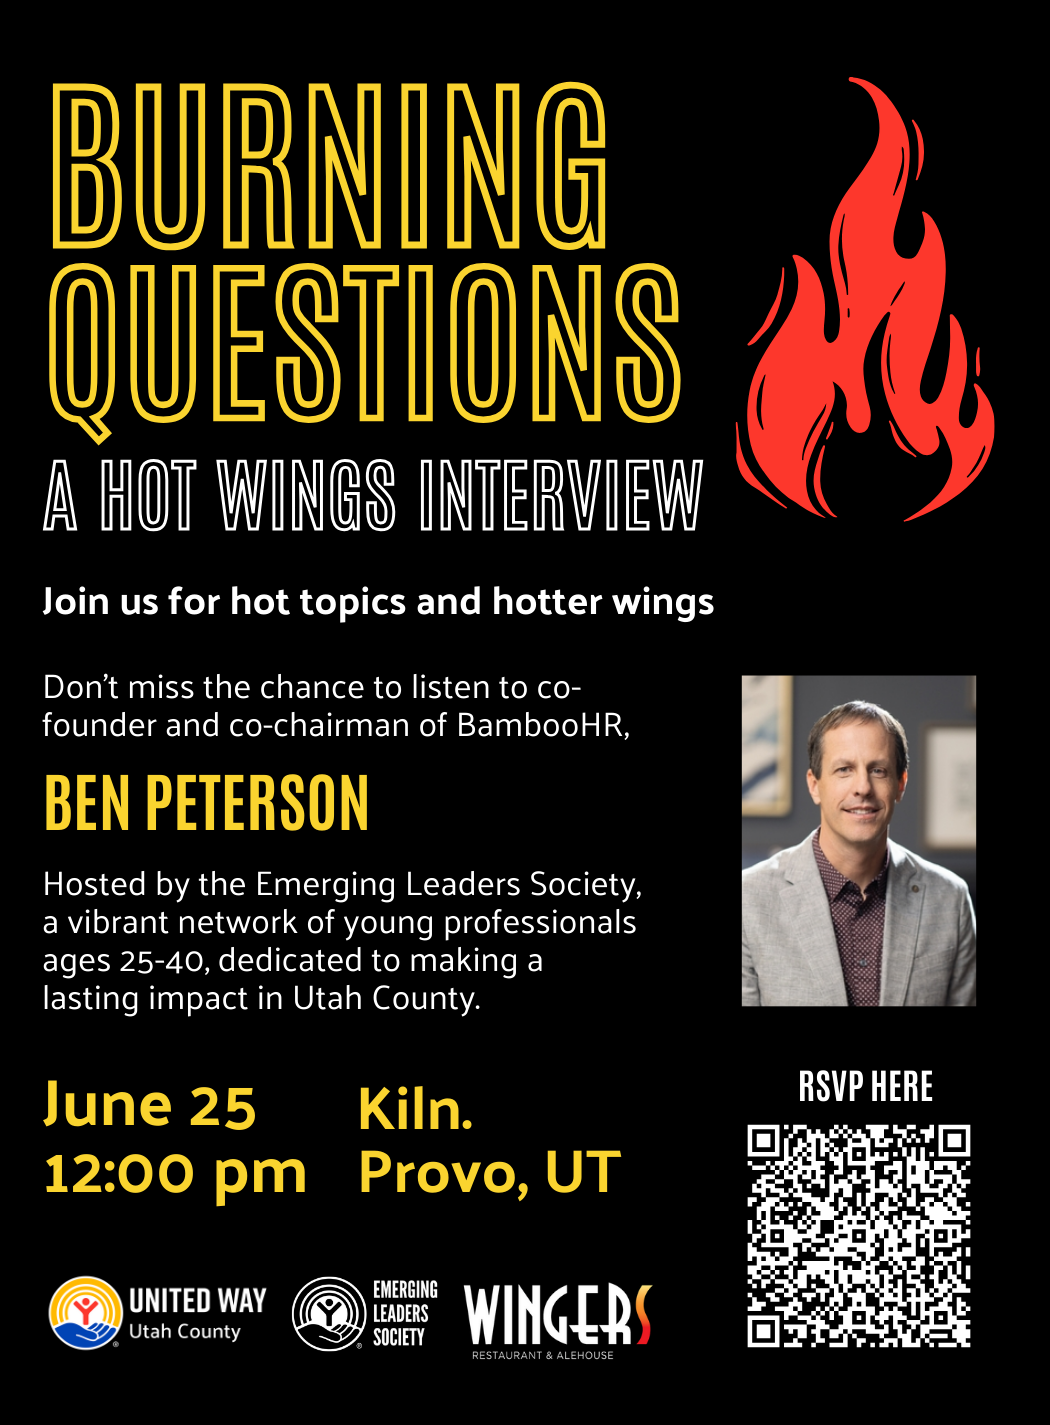 BURNING
QUESTIONS
A HOT WINGS INTERVIEW
Join us for hot topics and hotter wings
Don't miss the chance to listen to co-
founder and co-chairman of BambooHR,
BEN PETERSON
Hosted by the Emerging Leaders Society,
a vibrant network of young professionals
ages 25-40, dedicated to making a
lasting impact in Utah County.
June 25
12:00 pm
Kiln.
Provo, UT
RSVP HERE
UNITED WAY
Utah County
®
EMERGING
LEADERS
SOCIETY
®
WINGERS
RESTAURANT & ALEHOUSE